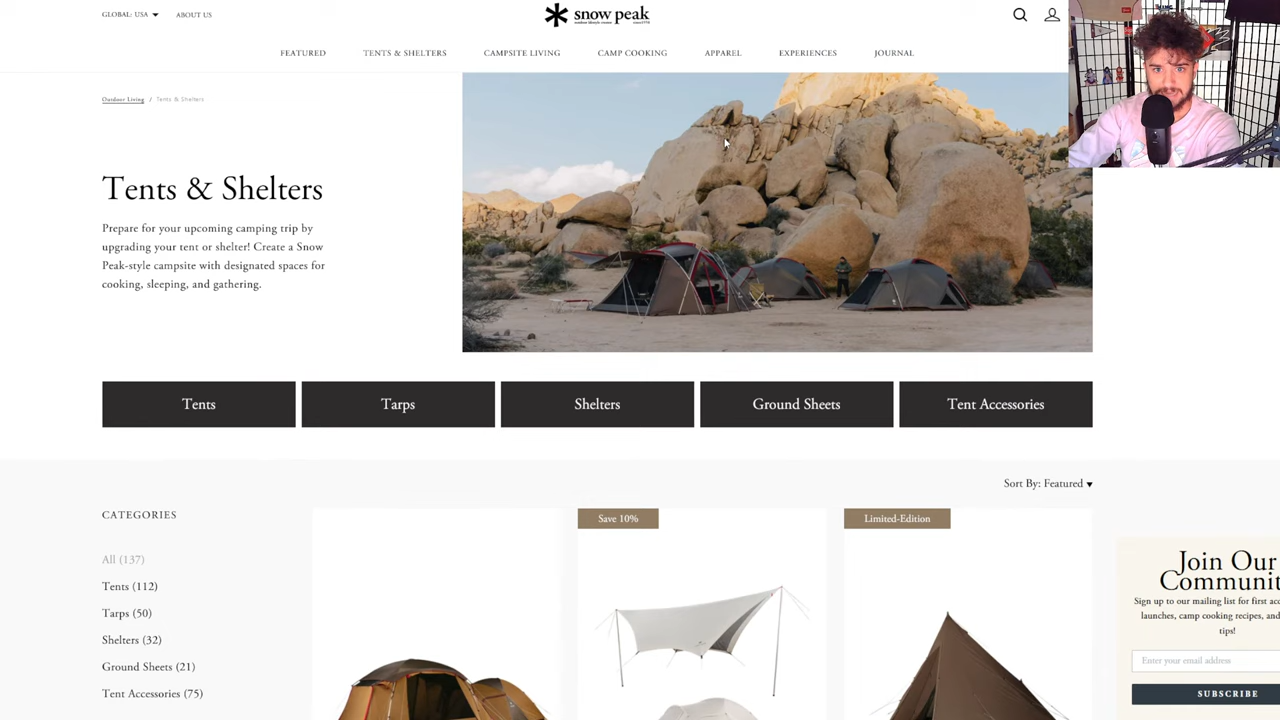 GLOBAL: USA
ABOUT US
snow peak
FEATURED
TENTS & SHELTERS
CAMPSITE LIVING
CAMP COOKING
APPAREL
EXPERIENCES
JOURNAL
Outdoor Living / Tents & Shelters
Tents & Shelters
Prepare for your upcoming camping trip by
upgrading your tent or shelter! Create a Snow
Peak-style campsite with designated spaces for
cooking, sleeping, and gathering.
Tents
Tarps
Shelters
Ground Sheets
Tent Accessories
Sort By: Featured
CATEGORIES
All (137)
Tents (112)
Tarps (50)
Shelters (32)
Ground Sheets (21)
Tent Accessories (75)
Save 10%
Limited-Edition
Join Our
Communit
Sign up to our mailing list for first acc
launches, camp cooking recipes, and
tips!
Enter your email address
SUBSCRIBE